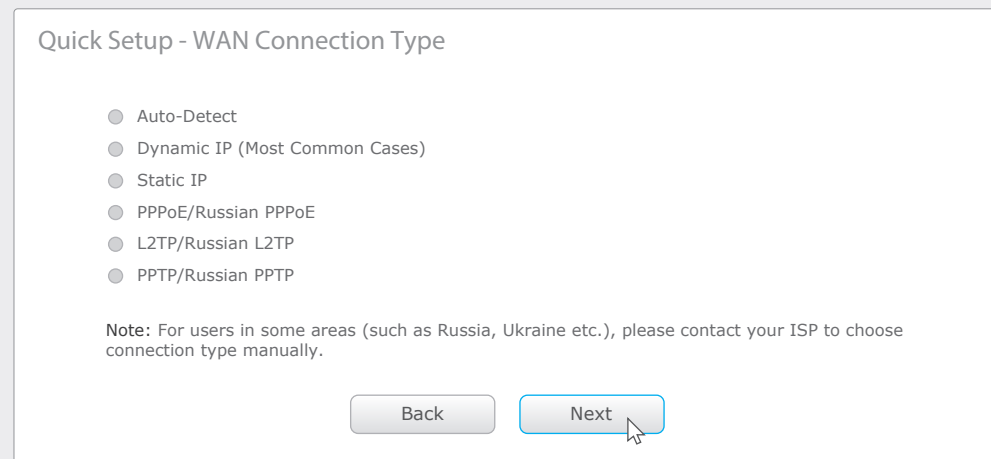 Quick Setup - WAN Connection Type
Auto-Detect
Dynamic IP (Most Common Cases)
Static IP
PPPoE/Russian PPPoE
L2TP/Russian L2TP
PPTP/Russian PPTP
Note: For users in some areas (such as Russia, Ukraine etc.), please contact your ISP to choose
connection type manually.
Back Next